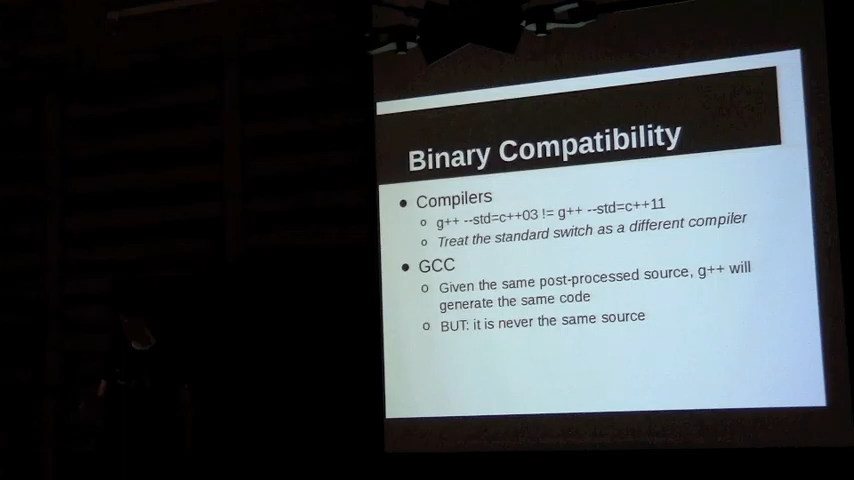 Binary Compatibility
● Compilers
o g++ --std=c++03 != g++ --std=c++11
o Treat the standard switch as a different compiler
● GCC
o Given the same post-processed source, g++ will
generate the same code
o BUT: it is never the same source